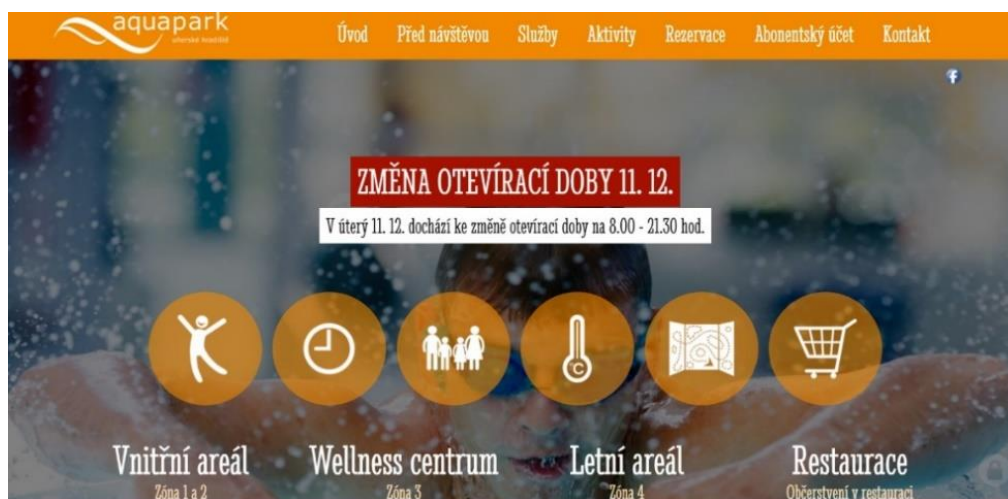 aquapark
uherské hradiště
Úvod Před návštěvou Služby Aktivity Rezervace Abonentský účet Kontakt
f
ZMĚNA OTEVÍRACÍ DOBY 11. 12.
V úterý 11. 12. dochází ke změně otevírací doby na 8.00 - 21.30 hod.
°C
Vnitřní areál Wellness centrum Letní areál Restaurace
Zóna 1 a 2 Zóna 3 Zóna 4 Občerstvení v restauraci